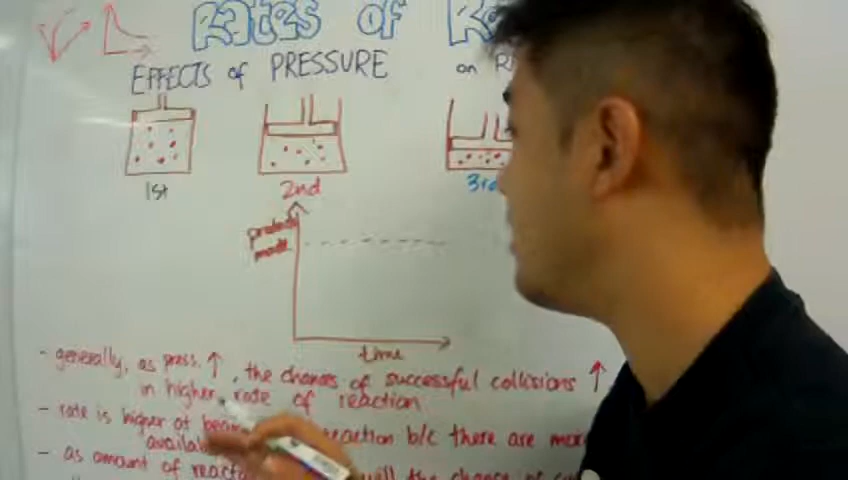 Rates of
EFFECTS of PRESSURE on
1st 2nd 3rd
product
made
time
- generally, as press. ↑, the chances of successful collisions ↑
in higher rate of reaction
- rate is higher at reaction b/c there are
- as amount of will the chance of